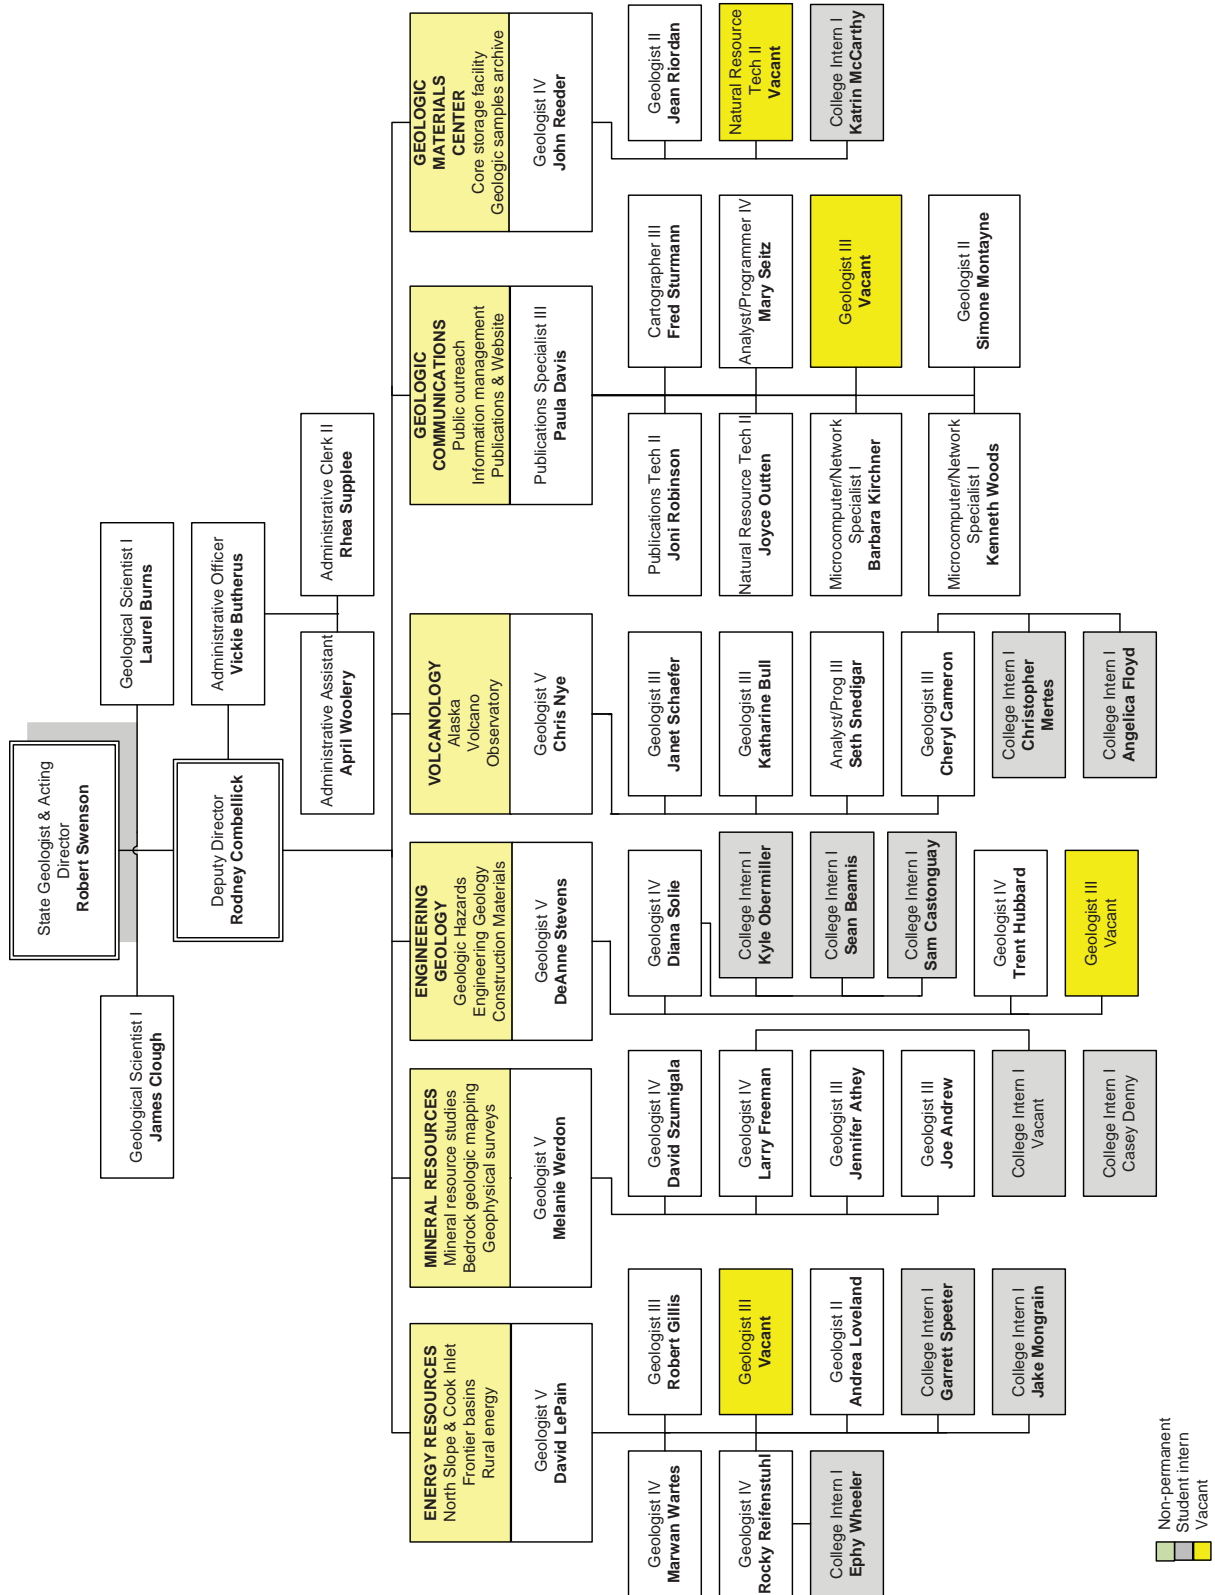 State Geologist & Acting
Director
Robert Swenson
Geological Scientist I
James Clough
Geological Scientist I
Laurel Burns
Deputy Director
Rodney Combellick
Administrative Officer
Vickie Butherus
Administrative Assistant
April Woolery
Administrative Clerk II
Rhea Supplee
ENERGY RESOURCES
North Slope & Cook Inlet
Frontier basins
Rural energy
Geologist V
David LePain
Geologist IV
Marwan Wartes
Geologist III
Robert Gillis
Geologist IV
Rocky Reifenstuhl
Geologist III
Vacant
College Intern I
Ephy Wheeler
Geologist II
Andrea Loveland
College Intern I
Garrett Speeter
College Intern I
Jake Mongrain
MINERAL RESOURCES
Mineral resource studies
Bedrock geologic mapping
Geophysical surveys
Geologist V
Melanie Werdon
Geologist IV
David Szumigala
Geologist IV
Larry Freeman
Geologist III
Jennifer Athey
Geologist III
Joe Andrew
College Intern I
Vacant
College Intern I
Casey Denny
ENGINEERING
GEOLOGY
Geologic Hazards
Engineering Geology
Construction Materials
Geologist V
DeAnne Stevens
Geologist IV
Diana Solie
College Intern I
Kyle Obermiller
College Intern I
Sean Beamis
College Intern I
Sam Castonguay
Geologist IV
Trent Hubbard
Geologist III
Vacant
VOLCANOLOGY
Alaska
Volcano
Observatory
Geologist V
Chris Nye
Geologist III
Janet Schaefer
Geologist III
Katharine Bull
Analyst/Prog III
Seth Snedigar
Geologist III
Cheryl Cameron
College Intern I
Christopher
Mertes
College Intern I
Angelica Floyd
GEOLOGIC
COMMUNICATIONS
Public outreach
Information management
Publications & Website
Publications Specialist III
Paula Davis
Publications Tech II
Joni Robinson
Cartographer III
Fred Sturmann
Natural Resource Tech II
Joyce Outten
Analyst/Programmer IV
Mary Seitz
Microcomputer/Network
Specialist I
Barbara Kirchner
Geologist III
Vacant
Microcomputer/Network
Specialist I
Kenneth Woods
Geologist II
Simone Montayne
GEOLOGIC
MATERIALS
CENTER
Core storage facility
Geologic samples archive
Geologist IV
John Reeder
Geologist II
Jean Riordan
Natural Resource
Tech II
Vacant
College Intern I
Katrin McCarthy
Non-permanent
Student intern
Vacant